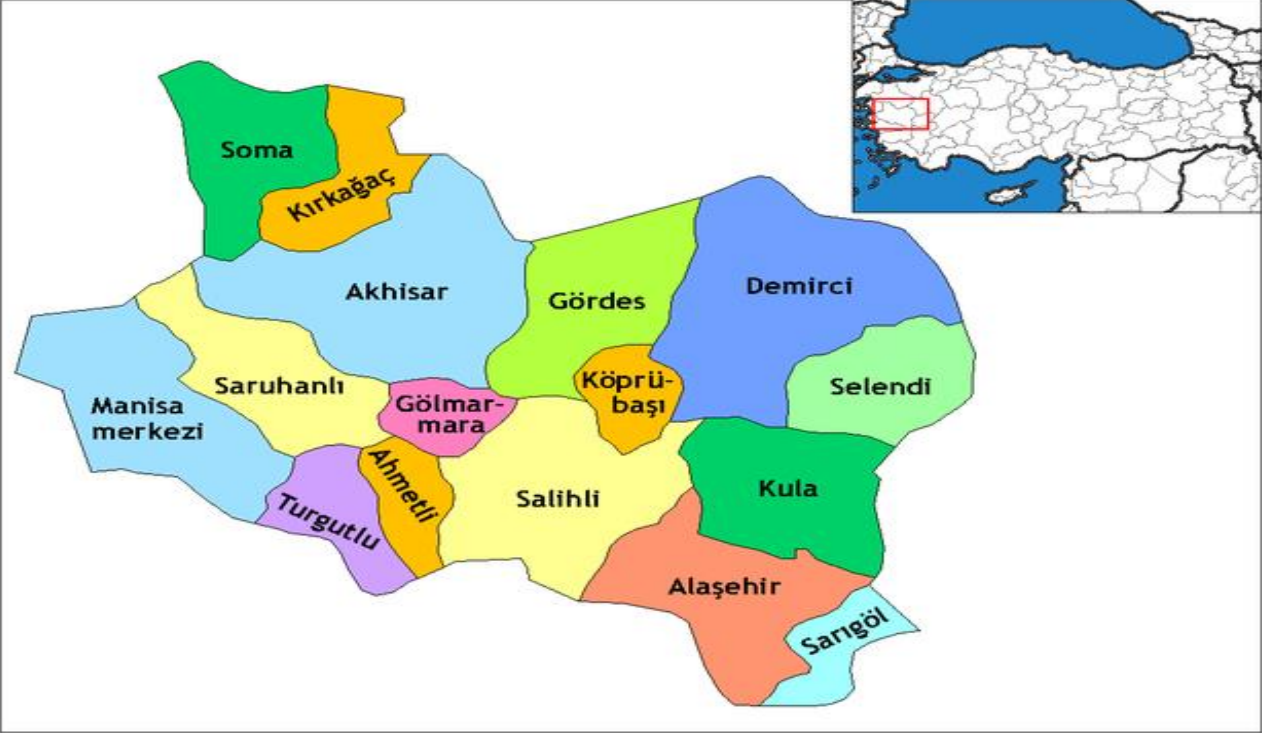 Soma
Kırkağaç
Akhisar
Gördes
Demirci
Saruhanlı
Manisa
merkezi
Gölmar-
mara
Köprü-
başı
Selendi
Ahmetli
Turgutlu
Salihli
Kula
Alaşehir
Sarıgöl